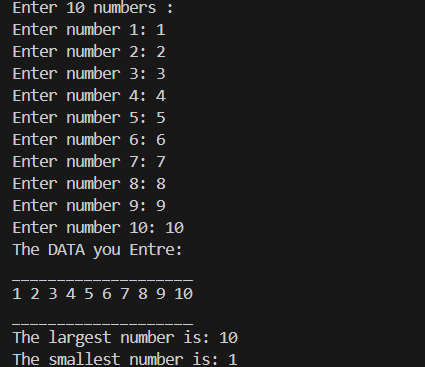 Enter 10 numbers :
Enter number 1: 1
Enter number 2: 2
Enter number 3: 3
Enter number 4: 4
Enter number 5: 5
Enter number 6: 6
Enter number 7: 7
Enter number 8: 8
Enter number 9: 9
Enter number 10: 10
The DATA you Entre:
____________________
1 2 3 4 5 6 7 8 9 10
____________________
The largest number is: 10
The smallest number is: 1